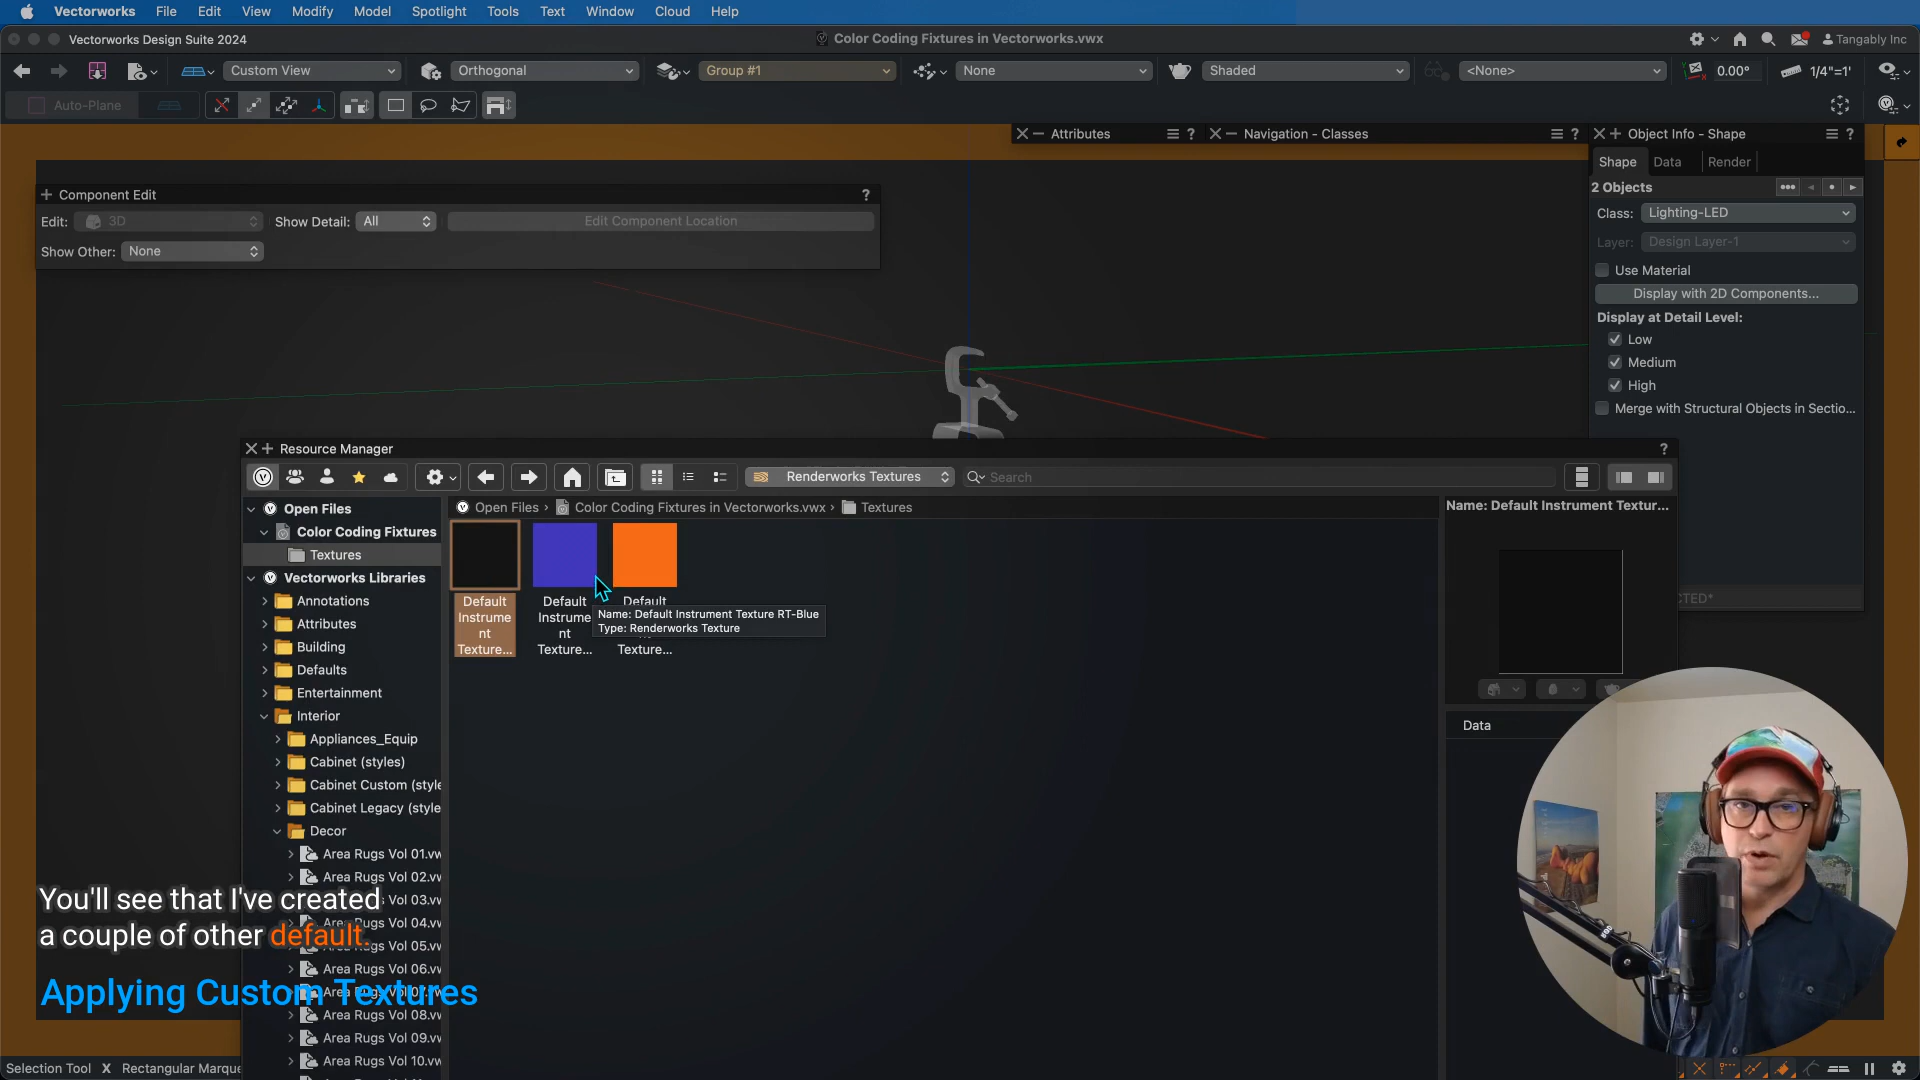 Vectorworks File Edit View Modify Model Spotlight Tools Text Window Cloud Help
Vectorworks Design Suite 2024
Color Coding Fixtures in Vectorworks.vwx
Tangably Inc
Custom View
Orthogonal
Group #1
None
Shaded
<None>
0.00°
1/4"=1'
Auto-Plane
Attributes
?
Navigation - Classes
?
Object Info - Shape
?
Shape Data Render
2 Objects
Class: Lighting-LED
Layer: Design Layer-1
Use Material
Display with 2D Components...
Display at Detail Level:
Low
Medium
High
Merge with Structural Objects in Sectio...
CTED*
Component Edit
?
Edit: 3D
Show Detail: All
Edit Component Location
Show Other: None
Resource Manager
?
Renderworks Textures
Search
Open Files
Color Coding Fixtures
Textures
Vectorworks Libraries
Annotations
Attributes
Building
Defaults
Entertainment
Interior
Appliances_Equip
Cabinet (styles)
Cabinet Custom (style
Cabinet Legacy (style
Decor
Area Rugs Vol 01.vw
Area Rugs Vol 02.vw
Vol 03.vw
Vol 04.vw
Vol 05.vw
Area Rugs Vol 06.vw
Area Rugs Vol 08.vw
Area Rugs Vol 09.vw
Area Rugs Vol 10.vw
Open Files › Color Coding Fixtures in Vectorworks.vwx › Textures
Default
Instrume
nt
Texture...
Default
Instrume
nt
Texture...
Default
Texture...
Name: Default Instrument Texture RT-Blue
Type: Renderworks Texture
Name: Default Instrument Textur...
Data
You'll see that I've created
a couple of other default.
Applying Custom Textures
Selection Tool X Rectangular Marque